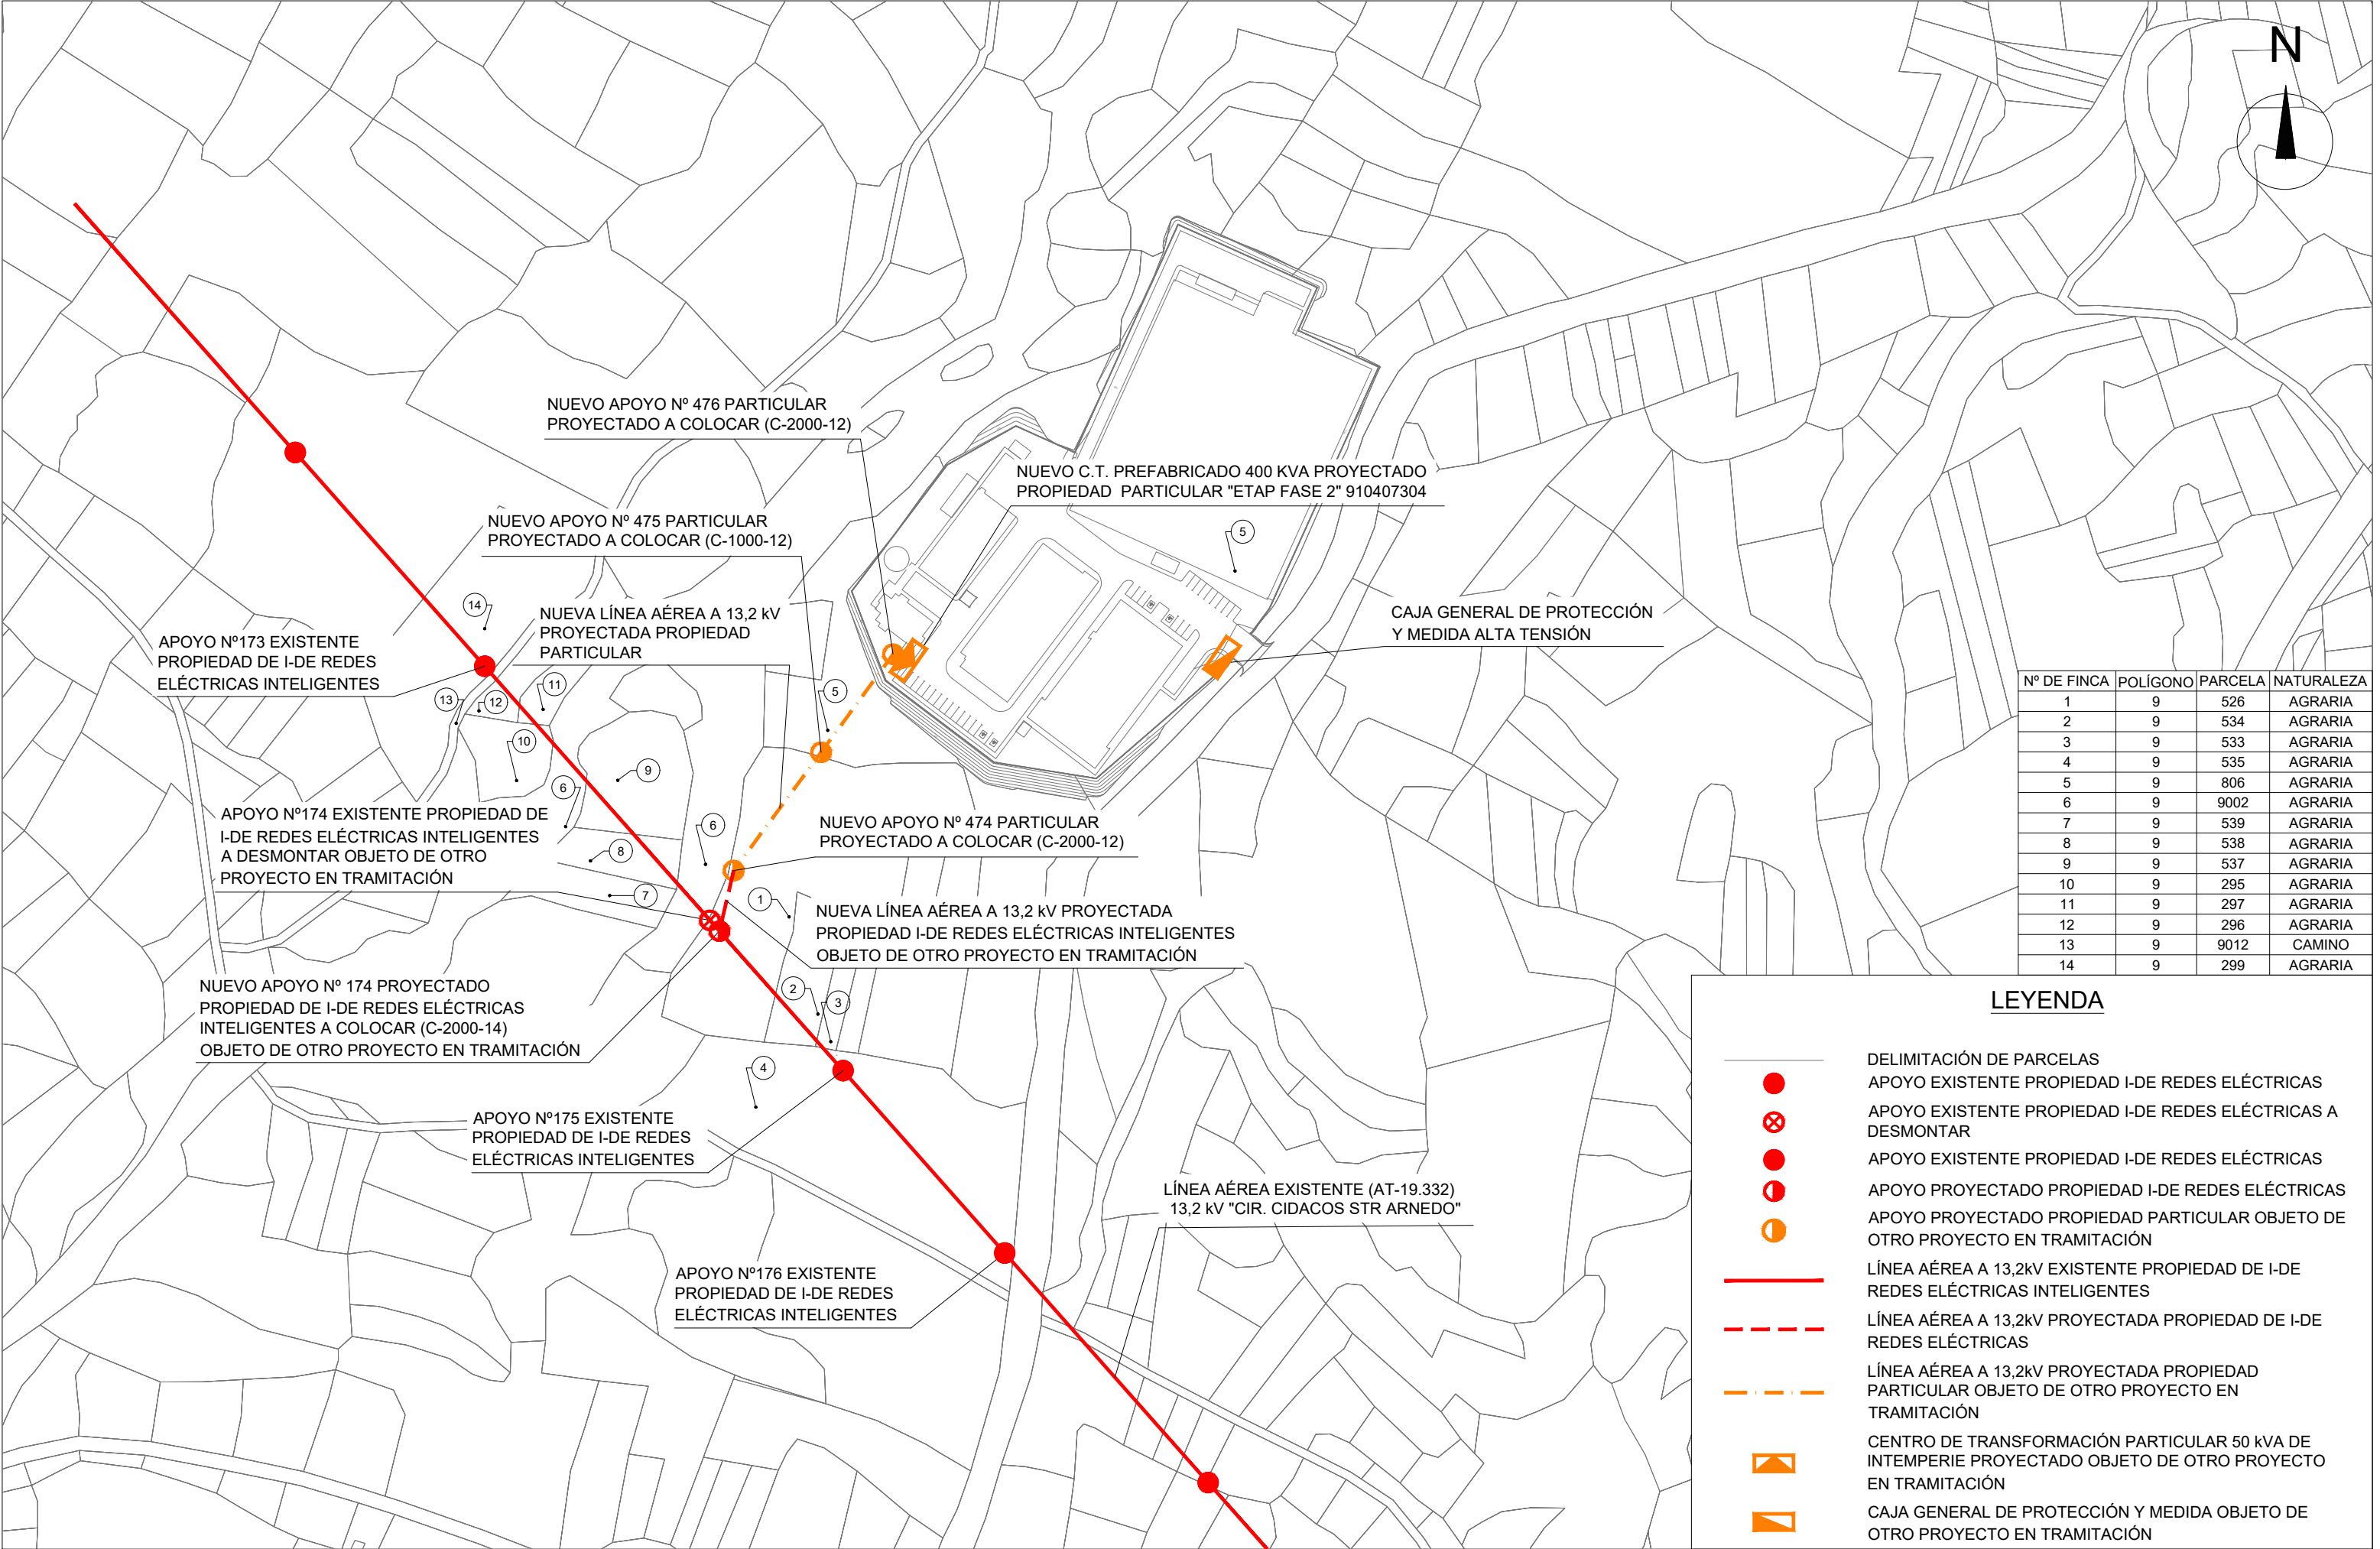 N
NUEVO APOYO Nº 476 PARTICULAR
PROYECTADO A COLOCAR (C-2000-12)
NUEVO C.T. PREFABRICADO 400 KVA PROYECTADO
PROPIEDAD PARTICULAR "ETAP FASE 2" 910407304
NUEVO APOYO Nº 475 PARTICULAR
PROYECTADO A COLOCAR (C-1000-12)
5
14
NUEVA LÍNEA AÉREA A 13,2 kV
PROYECTADA PROPIEDAD
PARTICULAR
CAJA GENERAL DE PROTECCIÓN
Y MEDIDA ALTA TENSIÓN
APOYO Nº173 EXISTENTE
PROPIEDAD DE I-DE REDES
ELÉCTRICAS INTELIGENTES
13
12
11
5
10
9
6
6
8
7
1
APOYO Nº174 EXISTENTE PROPIEDAD DE
I-DE REDES ELÉCTRICAS INTELIGENTES
A DESMONTAR OBJETO DE OTRO
PROYECTO EN TRAMITACIÓN
NUEVO APOYO Nº 474 PARTICULAR
PROYECTADO A COLOCAR (C-2000-12)
NUEVA LÍNEA AÉREA A 13,2 kV PROYECTADA
PROPIEDAD I-DE REDES ELÉCTRICAS INTELIGENTES
OBJETO DE OTRO PROYECTO EN TRAMITACIÓN
NUEVO APOYO Nº 174 PROYECTADO
PROPIEDAD DE I-DE REDES ELÉCTRICAS
INTELIGENTES A COLOCAR (C-2000-14)
OBJETO DE OTRO PROYECTO EN TRAMITACIÓN
2
3
4
APOYO Nº175 EXISTENTE
PROPIEDAD DE I-DE REDES
ELÉCTRICAS INTELIGENTES
LÍNEA AÉREA EXISTENTE (AT-19.332)
13,2 kV "CIR. CIDACOS STR ARNEDO"
APOYO Nº176 EXISTENTE
PROPIEDAD DE I-DE REDES
ELÉCTRICAS INTELIGENTES
Nº DE FINCA POLÍGONO PARCELA NATURALEZA
1 9 526 AGRARIA
2 9 534 AGRARIA
3 9 533 AGRARIA
4 9 535 AGRARIA
5 9 806 AGRARIA
6 9 9002 AGRARIA
7 9 539 AGRARIA
8 9 538 AGRARIA
9 9 537 AGRARIA
10 9 295 AGRARIA
11 9 297 AGRARIA
12 9 296 AGRARIA
13 9 9012 CAMINO
14 9 299 AGRARIA
LEYENDA
DELIMITACIÓN DE PARCELAS
APOYO EXISTENTE PROPIEDAD I-DE REDES ELÉCTRICAS
APOYO EXISTENTE PROPIEDAD I-DE REDES ELÉCTRICAS A
DESMONTAR
APOYO EXISTENTE PROPIEDAD I-DE REDES ELÉCTRICAS
APOYO PROYECTADO PROPIEDAD I-DE REDES ELÉCTRICAS
APOYO PROYECTADO PROPIEDAD PARTICULAR OBJETO DE
OTRO PROYECTO EN TRAMITACIÓN
LÍNEA AÉREA A 13,2kV EXISTENTE PROPIEDAD DE I-DE
REDES ELÉCTRICAS INTELIGENTES
LÍNEA AÉREA A 13,2kV PROYECTADA PROPIEDAD DE I-DE
REDES ELÉCTRICAS
LÍNEA AÉREA A 13,2kV PROYECTADA PROPIEDAD
PARTICULAR OBJETO DE OTRO PROYECTO EN
TRAMITACIÓN
CENTRO DE TRANSFORMACIÓN PARTICULAR 50 kVA DE
INTEMPERIE PROYECTADO OBJETO DE OTRO PROYECTO
EN TRAMITACIÓN
CAJA GENERAL DE PROTECCIÓN Y MEDIDA OBJETO DE
OTRO PROYECTO EN TRAMITACIÓN